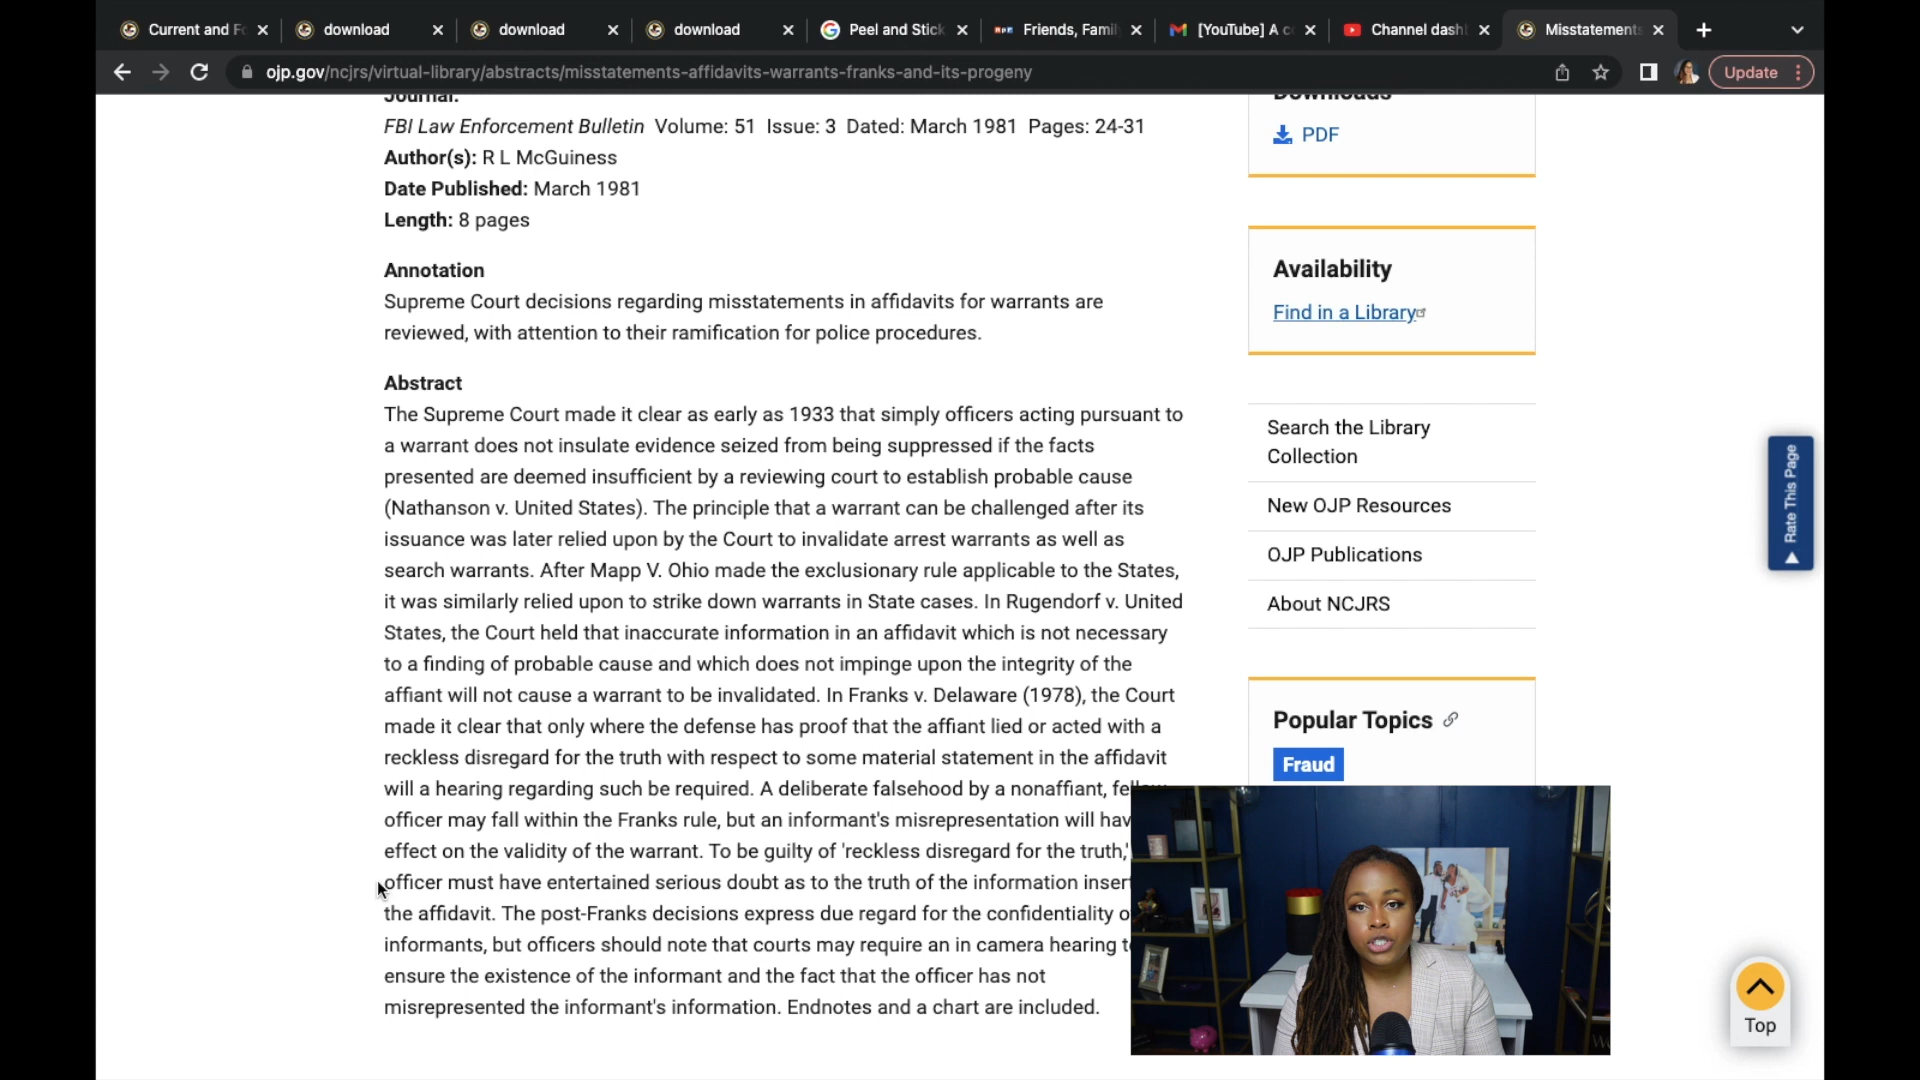 Current and Fo
download
download
download
Peel and Stick
npr
Friends, Famil
[YouTube] A co
Channel dash
Misstatements
ojp.gov/ncjrs/virtual-library/abstracts/misstatements-affidavits-warrants-franks-and-its-progeny
Update
Journal:
FBI Law Enforcement Bulletin Volume: 51 Issue: 3 Dated: March 1981 Pages: 24-31
Author(s): R L McGuiness
Date Published: March 1981
Length: 8 pages
Annotation
Supreme Court decisions regarding misstatements in affidavits for warrants are
reviewed, with attention to their ramification for police procedures.
Abstract
The Supreme Court made it clear as early as 1933 that simply officers acting pursuant to
a warrant does not insulate evidence seized from being suppressed if the facts
presented are deemed insufficient by a reviewing court to establish probable cause
(Nathanson v. United States). The principle that a warrant can be challenged after its
issuance was later relied upon by the Court to invalidate arrest warrants as well as
search warrants. After Mapp V. Ohio made the exclusionary rule applicable to the States,
it was similarly relied upon to strike down warrants in State cases. In Rugendorf v. United
States, the Court held that inaccurate information in an affidavit which is not necessary
to a finding of probable cause and which does not impinge upon the integrity of the
affiant will not cause a warrant to be invalidated. In Franks v. Delaware (1978), the Court
made it clear that only where the defense has proof that the affiant lied or acted with a
reckless disregard for the truth with respect to some material statement in the affidavit
will a hearing regarding such be required. A deliberate falsehood by a nonaffiant,
officer may fall within the Franks rule, but an informant's misrepresentation will hav
effect on the validity of the warrant. To be guilty of 'reckless disregard for the truth,'
officer must have entertained serious doubt as to the truth of the information insert
the affidavit. The post-Franks decisions express due regard for the confidentiality o
informants, but officers should note that courts may require an in camera hearing t
ensure the existence of the informant and the fact that the officer has not
misrepresented the informant's information. Endnotes and a chart are included.
Downloads
PDF
Availability
Find in a Library
Search the Library
Collection
New OJP Resources
OJP Publications
About NCJRS
Popular Topics
Fraud
Rate This Page
Top